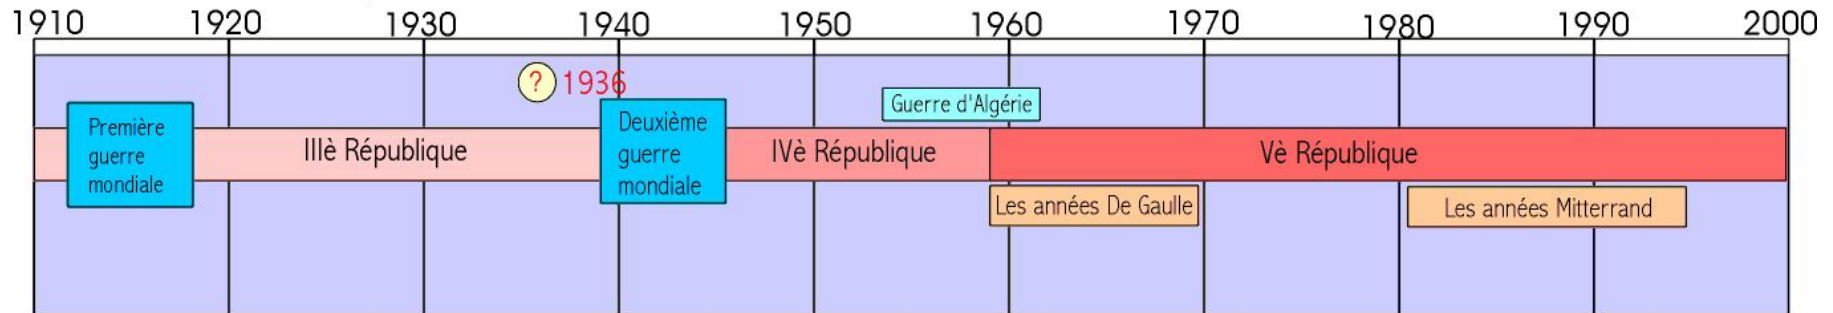 1910 1920 1930 1940 1950 1960 1970 1980 1990 2000
? 1936
Guerre d'Algérie
Première
guerre
mondiale
IIIè République
Deuxième
guerre
mondiale
IVè République
Vè République
Les années De Gaulle
Les années Mitterrand